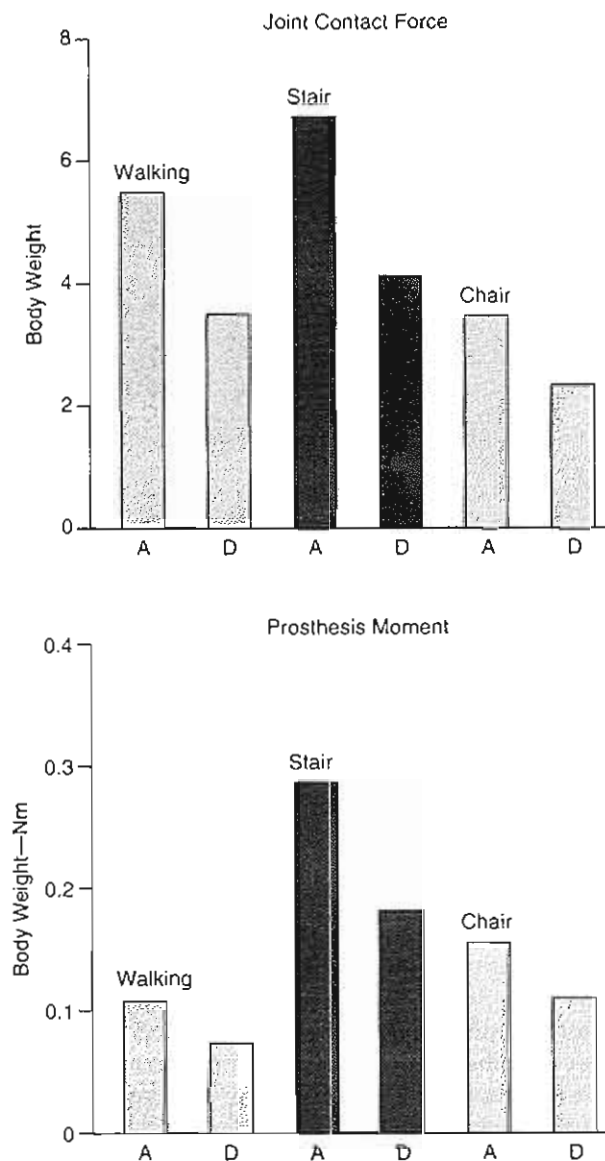 Joint Contact Force
8
Stair
6
Walking
Body Weight
4
Chair
2
0
A D A D A D
Prosthesis Moment
0.4
0.3
Stair
Body Weight—Nm
0.2
Chair
Walking
0.1
0
A D A D A D